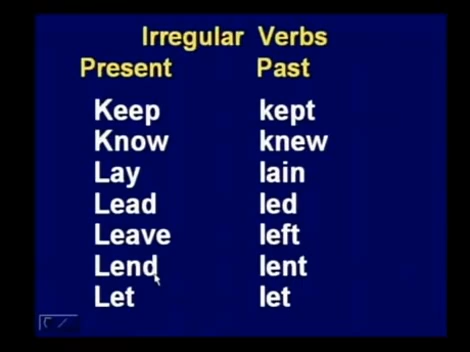 Irregular Verbs
Present Past
Keep kept
Know knew
Lay lain
Lead led
Leave left
Lend lent
Let let